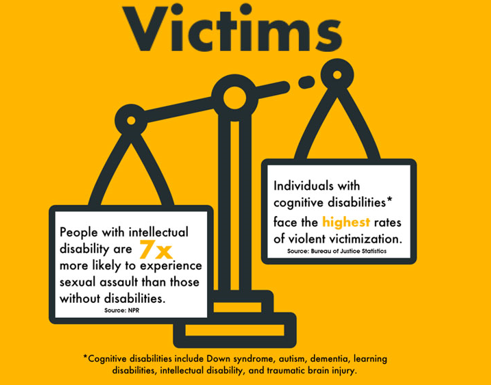 Victims
People with intellectual
disability are 7x
more likely to experience
sexual assault than those
without disabilities.
Source: NPR
Individuals with
cognitive disabilities*
face the highest rates
of violent victimization.
Source: Bureau of Justice Statistics
*Cognitive disabilities include Down syndrome, autism, dementia, learning
disabilities, intellectual disability, and traumatic brain injury.